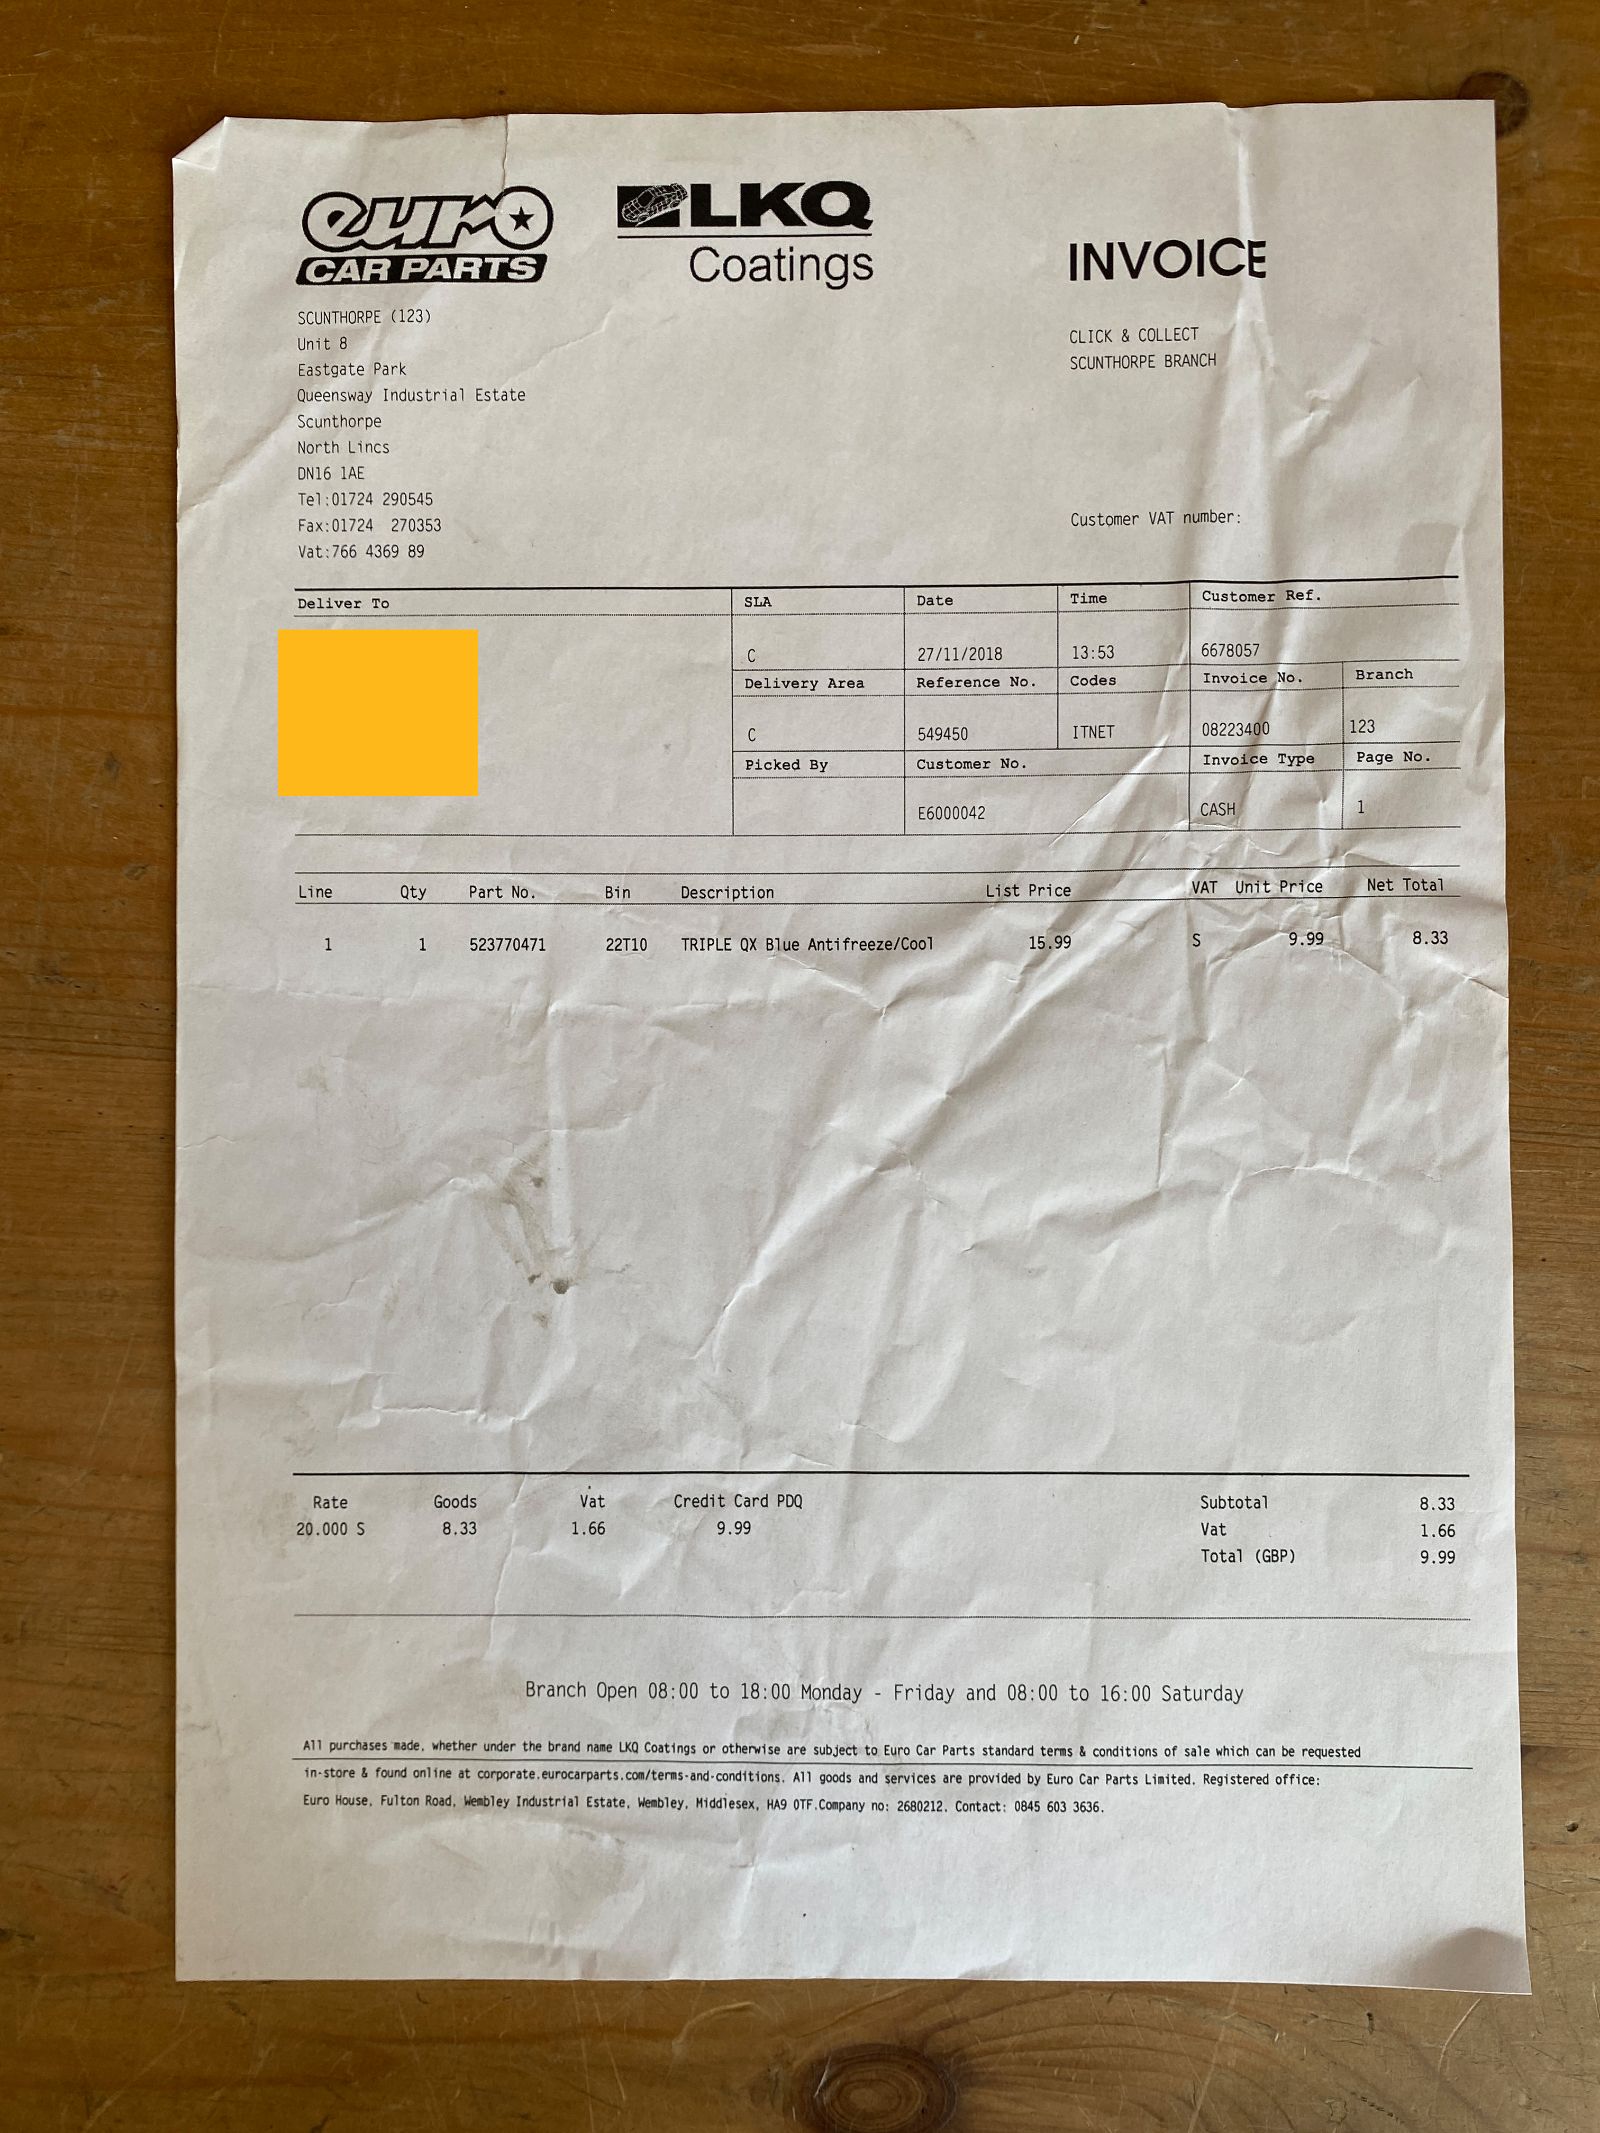 euro
CAR PARTS
LKQ
Coatings
INVOICE
SCUNTHORPE (123)
Unit 8
Eastgate Park
Queensway Industrial Estate
Scunthorpe
North Lincs
DN16 1AE
Tel:01724 290545
Fax:01724 270353
Vat:766 4369 89
CLICK & COLLECT
SCUNTHORPE BRANCH
Customer VAT number:
Deliver To SLA Date Time Customer Ref.
C 27/11/2018 13:53 6678057
Delivery Area Reference No. Codes Invoice No. Branch
C 549450 ITNET 08223400 123
Picked By Customer No. Invoice Type Page No.
E6000042 CASH 1
Line Qty Part No. Bin Description List Price VAT Unit Price Net Total
1 1 523770471 22T10 TRIPLE QX Blue Antifreeze/Cool 15.99 S 9.99 8.33
Rate Goods Vat Credit Card PDQ Subtotal 8.33
20.000 S 8.33 1.66 9.99 Vat 1.66
Total (GBP) 9.99
Branch Open 08:00 to 18:00 Monday - Friday and 08:00 to 16:00 Saturday
All purchases made, whether under the brand name LKQ Coatings or otherwise are subject to Euro Car Parts standard terms & conditions of sale which can be requested
in-store & found online at corporate.eurocarparts.com/terms-and-conditions. All goods and services are provided by Euro Car Parts Limited. Registered office:
Euro House, Fulton Road, Wembley Industrial Estate, Wembley, Middlesex, HA9 0TF.Company no: 2680212. Contact: 0845 603 3636.